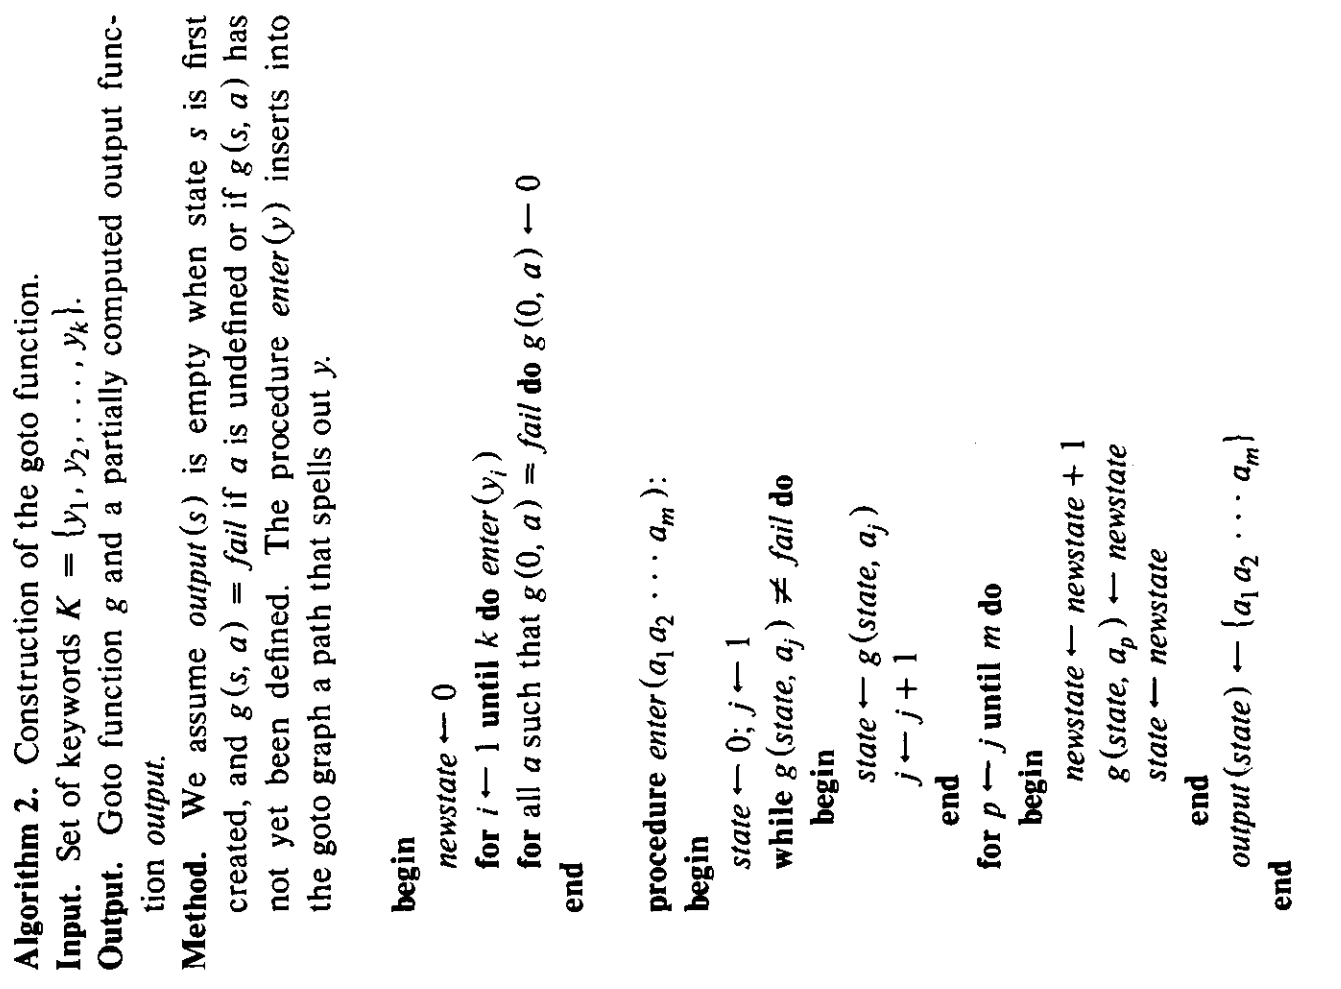 Algorithm 2. Construction of the goto function.
Input. Set of keywords K = {y₁, y₂, . . . , yₖ}.
Output. Goto function g and a partially computed output func-
tion output.
Method. We assume output(s) is empty when state s is first
created, and g(s, a) = fail if a is undefined or if g(s, a) has
not yet been defined. The procedure enter(y) inserts into
the goto graph a path that spells out y.
begin
newstate ← 0
for i ← 1 until k do enter(yᵢ)
for all a such that g(0, a) = fail do g(0, a) ← 0
end
procedure enter(a₁ a₂ · · · aₘ):
begin
state ← 0; j ← 1
while g(state, aⱼ) ≠ fail do
begin
state ← g(state, aⱼ)
j ← j + 1
end
for p ← j until m do
begin
newstate ← newstate + 1
g(state, aₚ) ← newstate
state ← newstate
end
output(state) ← {a₁ a₂ · · · aₘ}
end